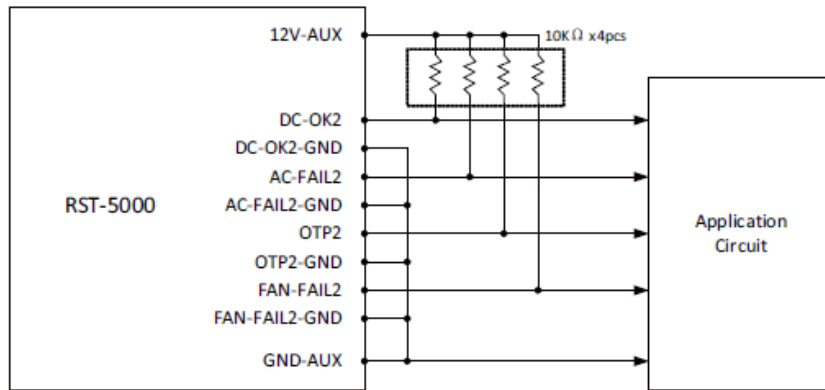 12V-AUX
10KΩ x4pcs
DC-OK2
DC-OK2-GND
AC-FAIL2
RST-5000
AC-FAIL2-GND
Application
Circuit
OTP2
OTP2-GND
FAN-FAIL2
FAN-FAIL2-GND
GND-AUX